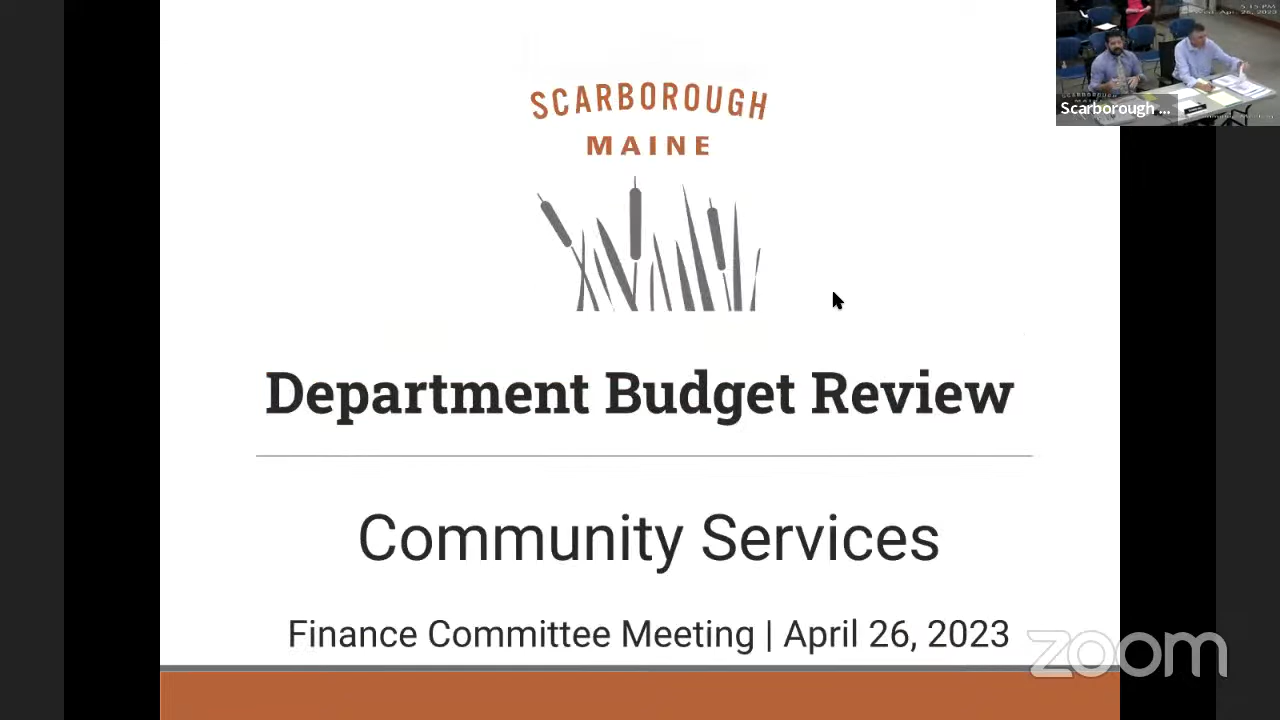 SCARBOROUGH
MAINE
Department Budget Review
Community Services
Finance Committee Meeting | April 26, 2023
zoom
Scarborough ...